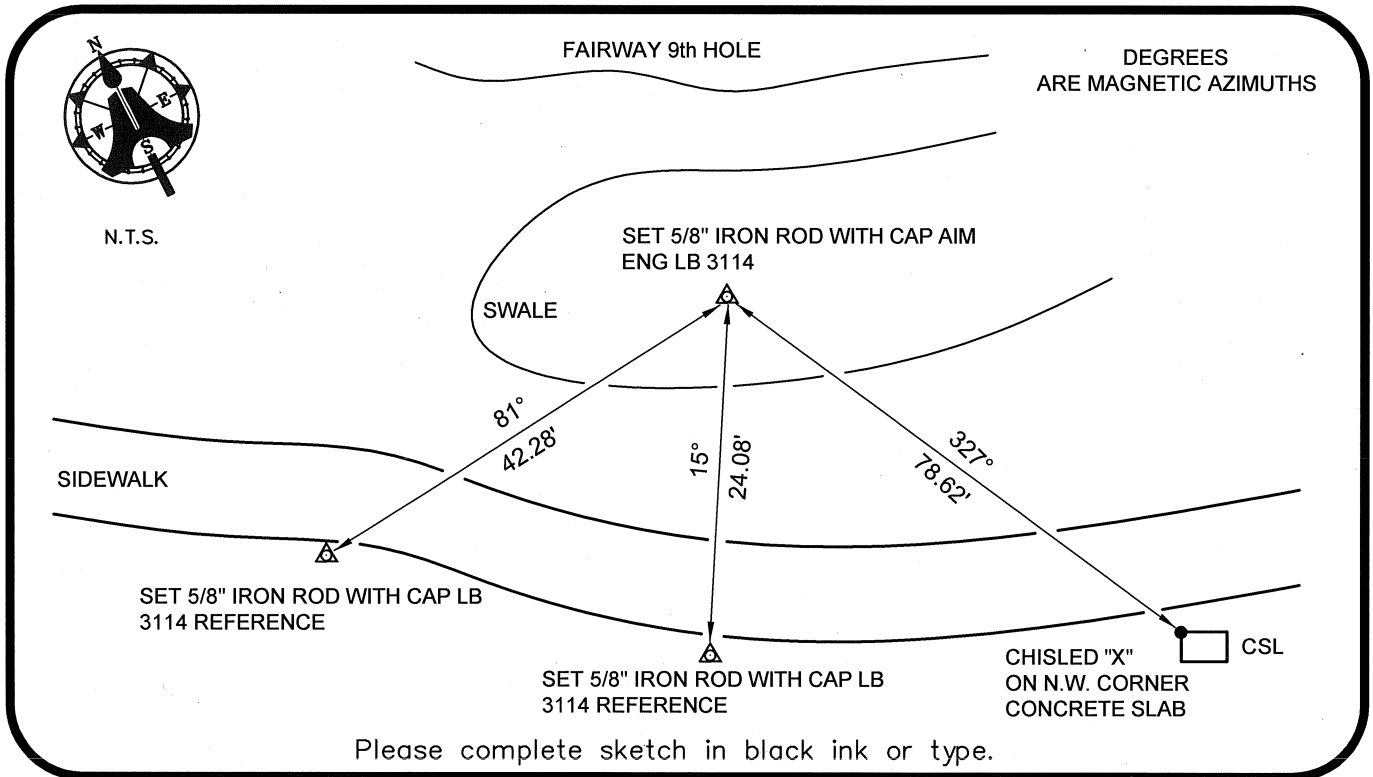 FAIRWAY 9th HOLE
DEGREES
ARE MAGNETIC AZIMUTHS
N
E
W
S
N.T.S.
SET 5/8" IRON ROD WITH CAP AIM
ENG LB 3114
SWALE
81°
42.28'
15°
24.08'
327°
78.62'
SIDEWALK
SET 5/8" IRON ROD WITH CAP LB
3114 REFERENCE
SET 5/8" IRON ROD WITH CAP LB
3114 REFERENCE
CHISLED "X"
ON N.W. CORNER
CONCRETE SLAB
CSL
Please complete sketch in black ink or type.